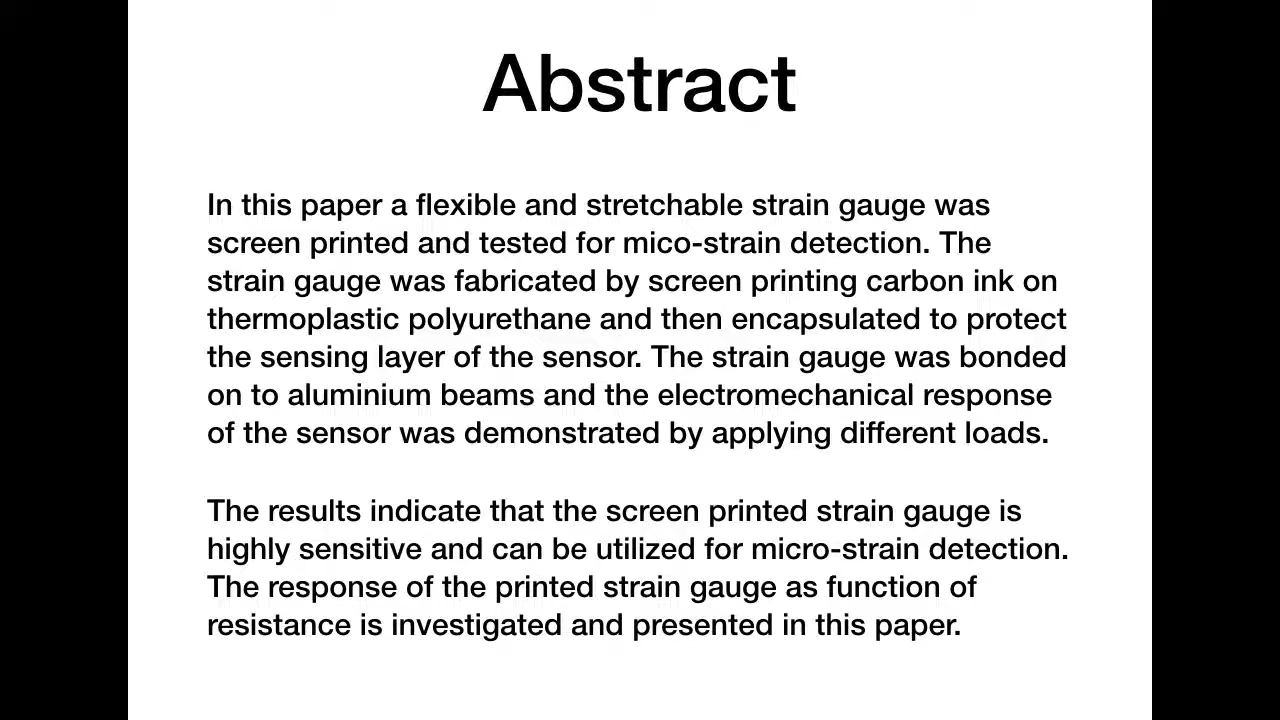 Abstract
In this paper a flexible and stretchable strain gauge was
screen printed and tested for mico-strain detection. The
strain gauge was fabricated by screen printing carbon ink on
thermoplastic polyurethane and then encapsulated to protect
the sensing layer of the sensor. The strain gauge was bonded
on to aluminium beams and the electromechanical response
of the sensor was demonstrated by applying different loads.
The results indicate that the screen printed strain gauge is
highly sensitive and can be utilized for micro-strain detection.
The response of the printed strain gauge as function of
resistance is investigated and presented in this paper.